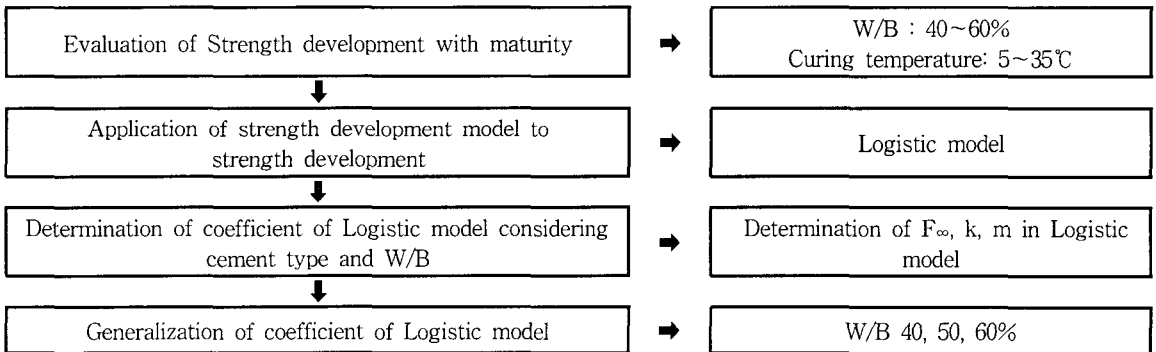 Evaluation of Strength development with maturity
W/B : 40~60%
Curing temperature: 5~35℃
Application of strength development model to
strength development
Logistic model
Determination of coefficient of Logistic model considering
cement type and W/B
Determination of F∞, k, m in Logistic
model
Generalization of coefficient of Logistic model
W/B 40, 50, 60%